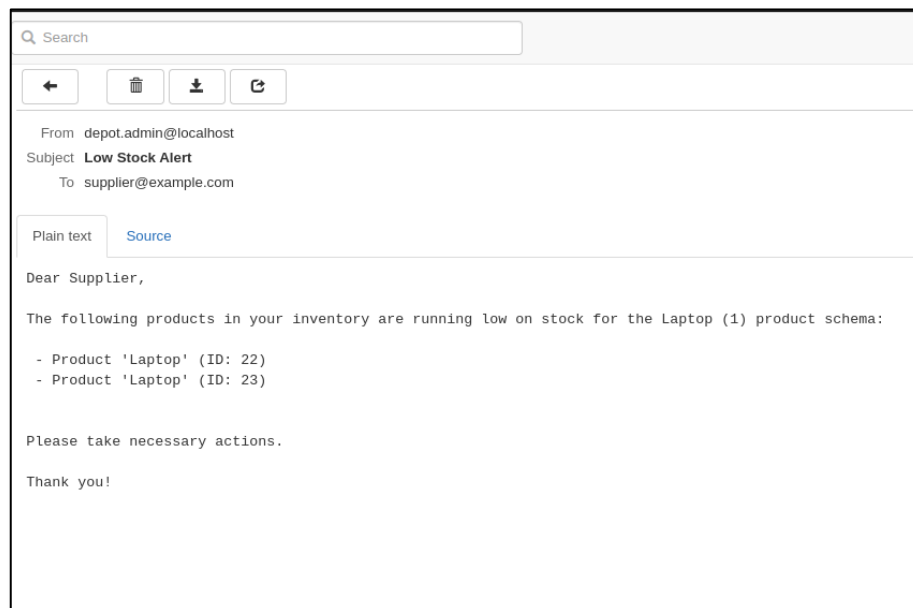 Search
From depot.admin@localhost
Subject Low Stock Alert
To supplier@example.com
Plain text Source
Dear Supplier,
The following products in your inventory are running low on stock for the Laptop (1) product schema:
- Product 'Laptop' (ID: 22)
- Product 'Laptop' (ID: 23)
Please take necessary actions.
Thank you!